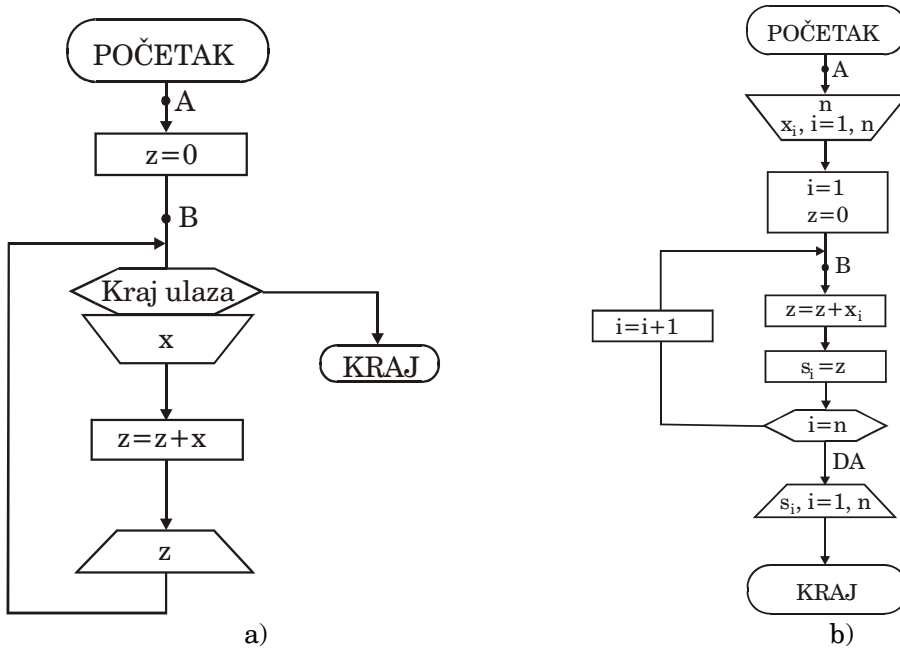 POČETAK
A
z=0
B
Kraj ulaza
x
KRAJ
z=z+x
z
a)
POČETAK
A
n
xᵢ, i=1, n
i=1
z=0
B
i=i+1
z=z+xᵢ
sᵢ=z
i=n
DA
sᵢ, i=1, n
KRAJ
b)